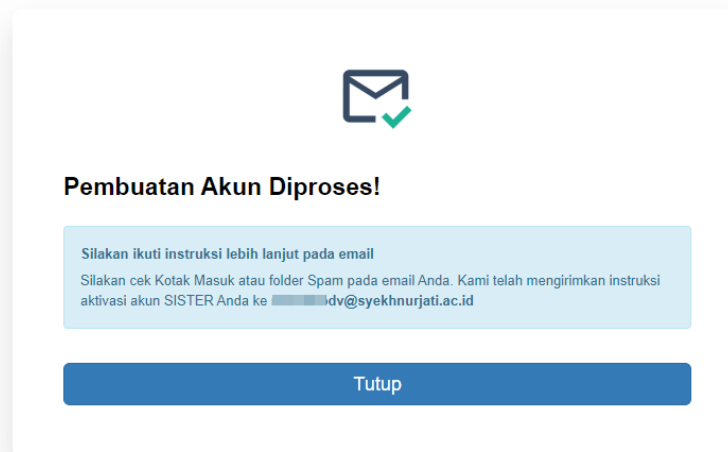 Pembuatan Akun Diproses!
Silakan ikuti instruksi lebih lanjut pada email
Silakan cek Kotak Masuk atau folder Spam pada email Anda. Kami telah mengirimkan instruksi
aktivasi akun SISTER Anda ke dv@syekhnurjati.ac.id
Tutup